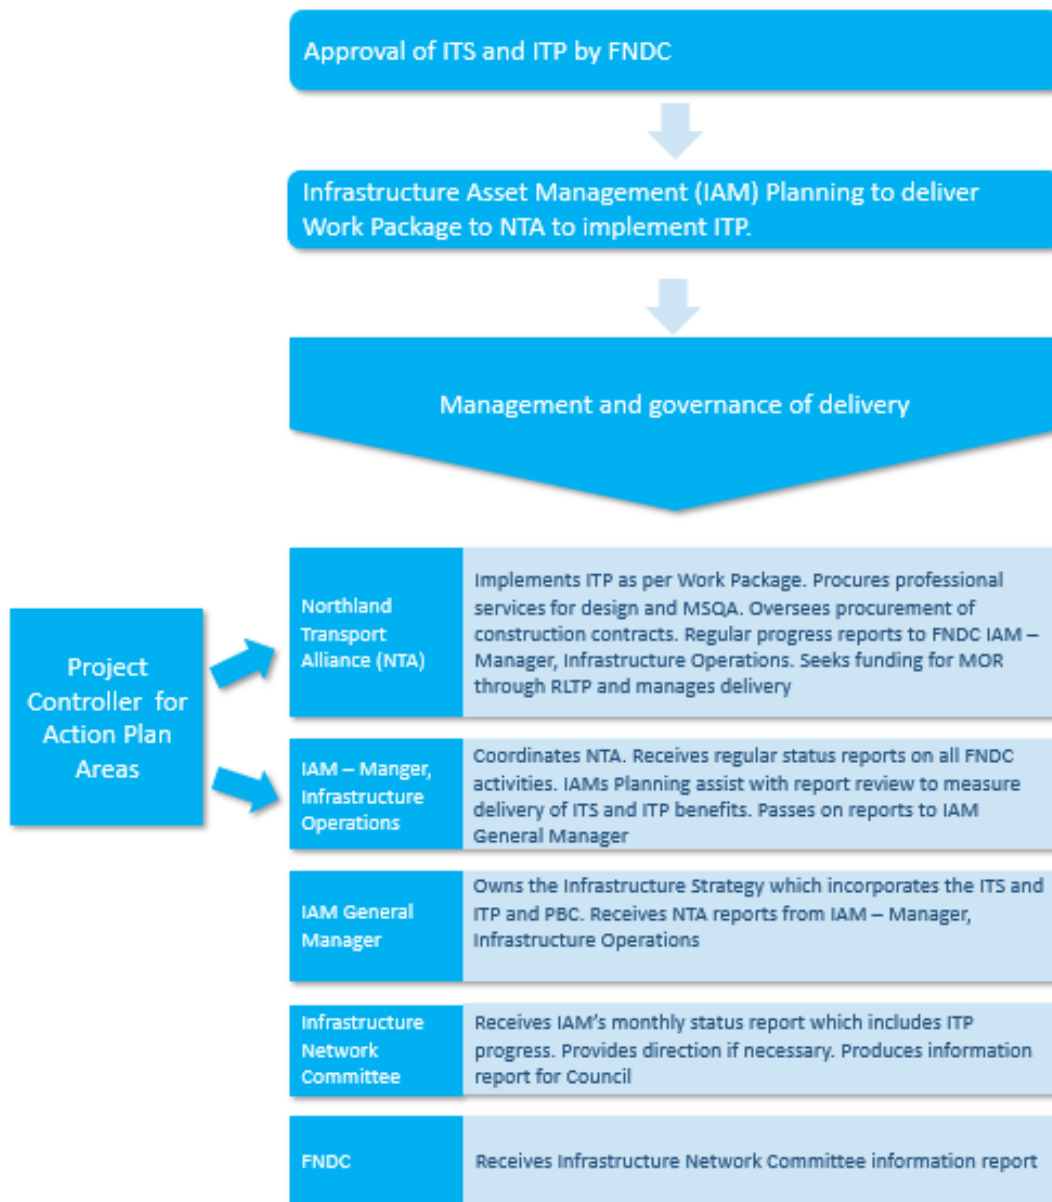 Approval of ITS and ITP by FNDC
Infrastructure Asset Management (IAM) Planning to deliver
Work Package to NTA to implement ITP.
Management and governance of delivery
Project
Controller for
Action Plan
Areas
Northland
Transport
Alliance (NTA)
Implements ITP as per Work Package. Procures professional
services for design and MSQA. Oversees procurement of
construction contracts. Regular progress reports to FNDC IAM –
Manager, Infrastructure Operations. Seeks funding for MOR
through RLTP and manages delivery
IAM – Manger,
Infrastructure
Operations
Coordinates NTA. Receives regular status reports on all FNDC
activities. IAMs Planning assist with report review to measure
delivery of ITS and ITP benefits. Passes on reports to IAM
General Manager
IAM General
Manager
Owns the Infrastructure Strategy which incorporates the ITS and
ITP and PBC. Receives NTA reports from IAM – Manager,
Infrastructure Operations
Infrastructure
Network
Committee
Receives IAM's monthly status report which includes ITP
progress. Provides direction if necessary. Produces information
report for Council
FNDC
Receives Infrastructure Network Committee information report